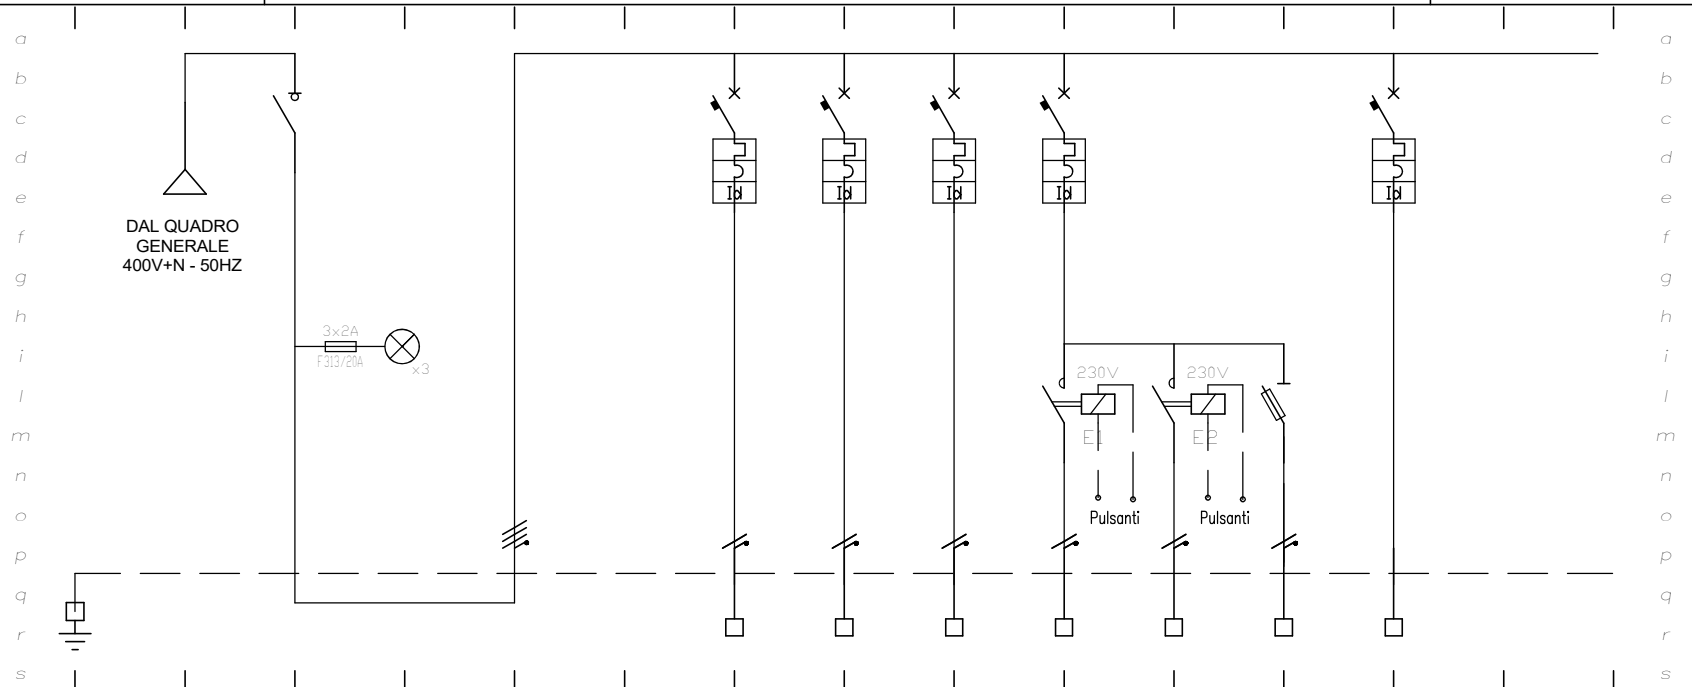 a a
b b
c c
d d
Id Id Id Id Id
e e
DAL QUADRO
GENERALE
400V+N - 50HZ
f f
g g
h h
3x2A
F313/20A
x3
i i
230V 230V
l l
E1 E2
m m
n n
Pulsanti Pulsanti
o o
p p
q q
r r
s s